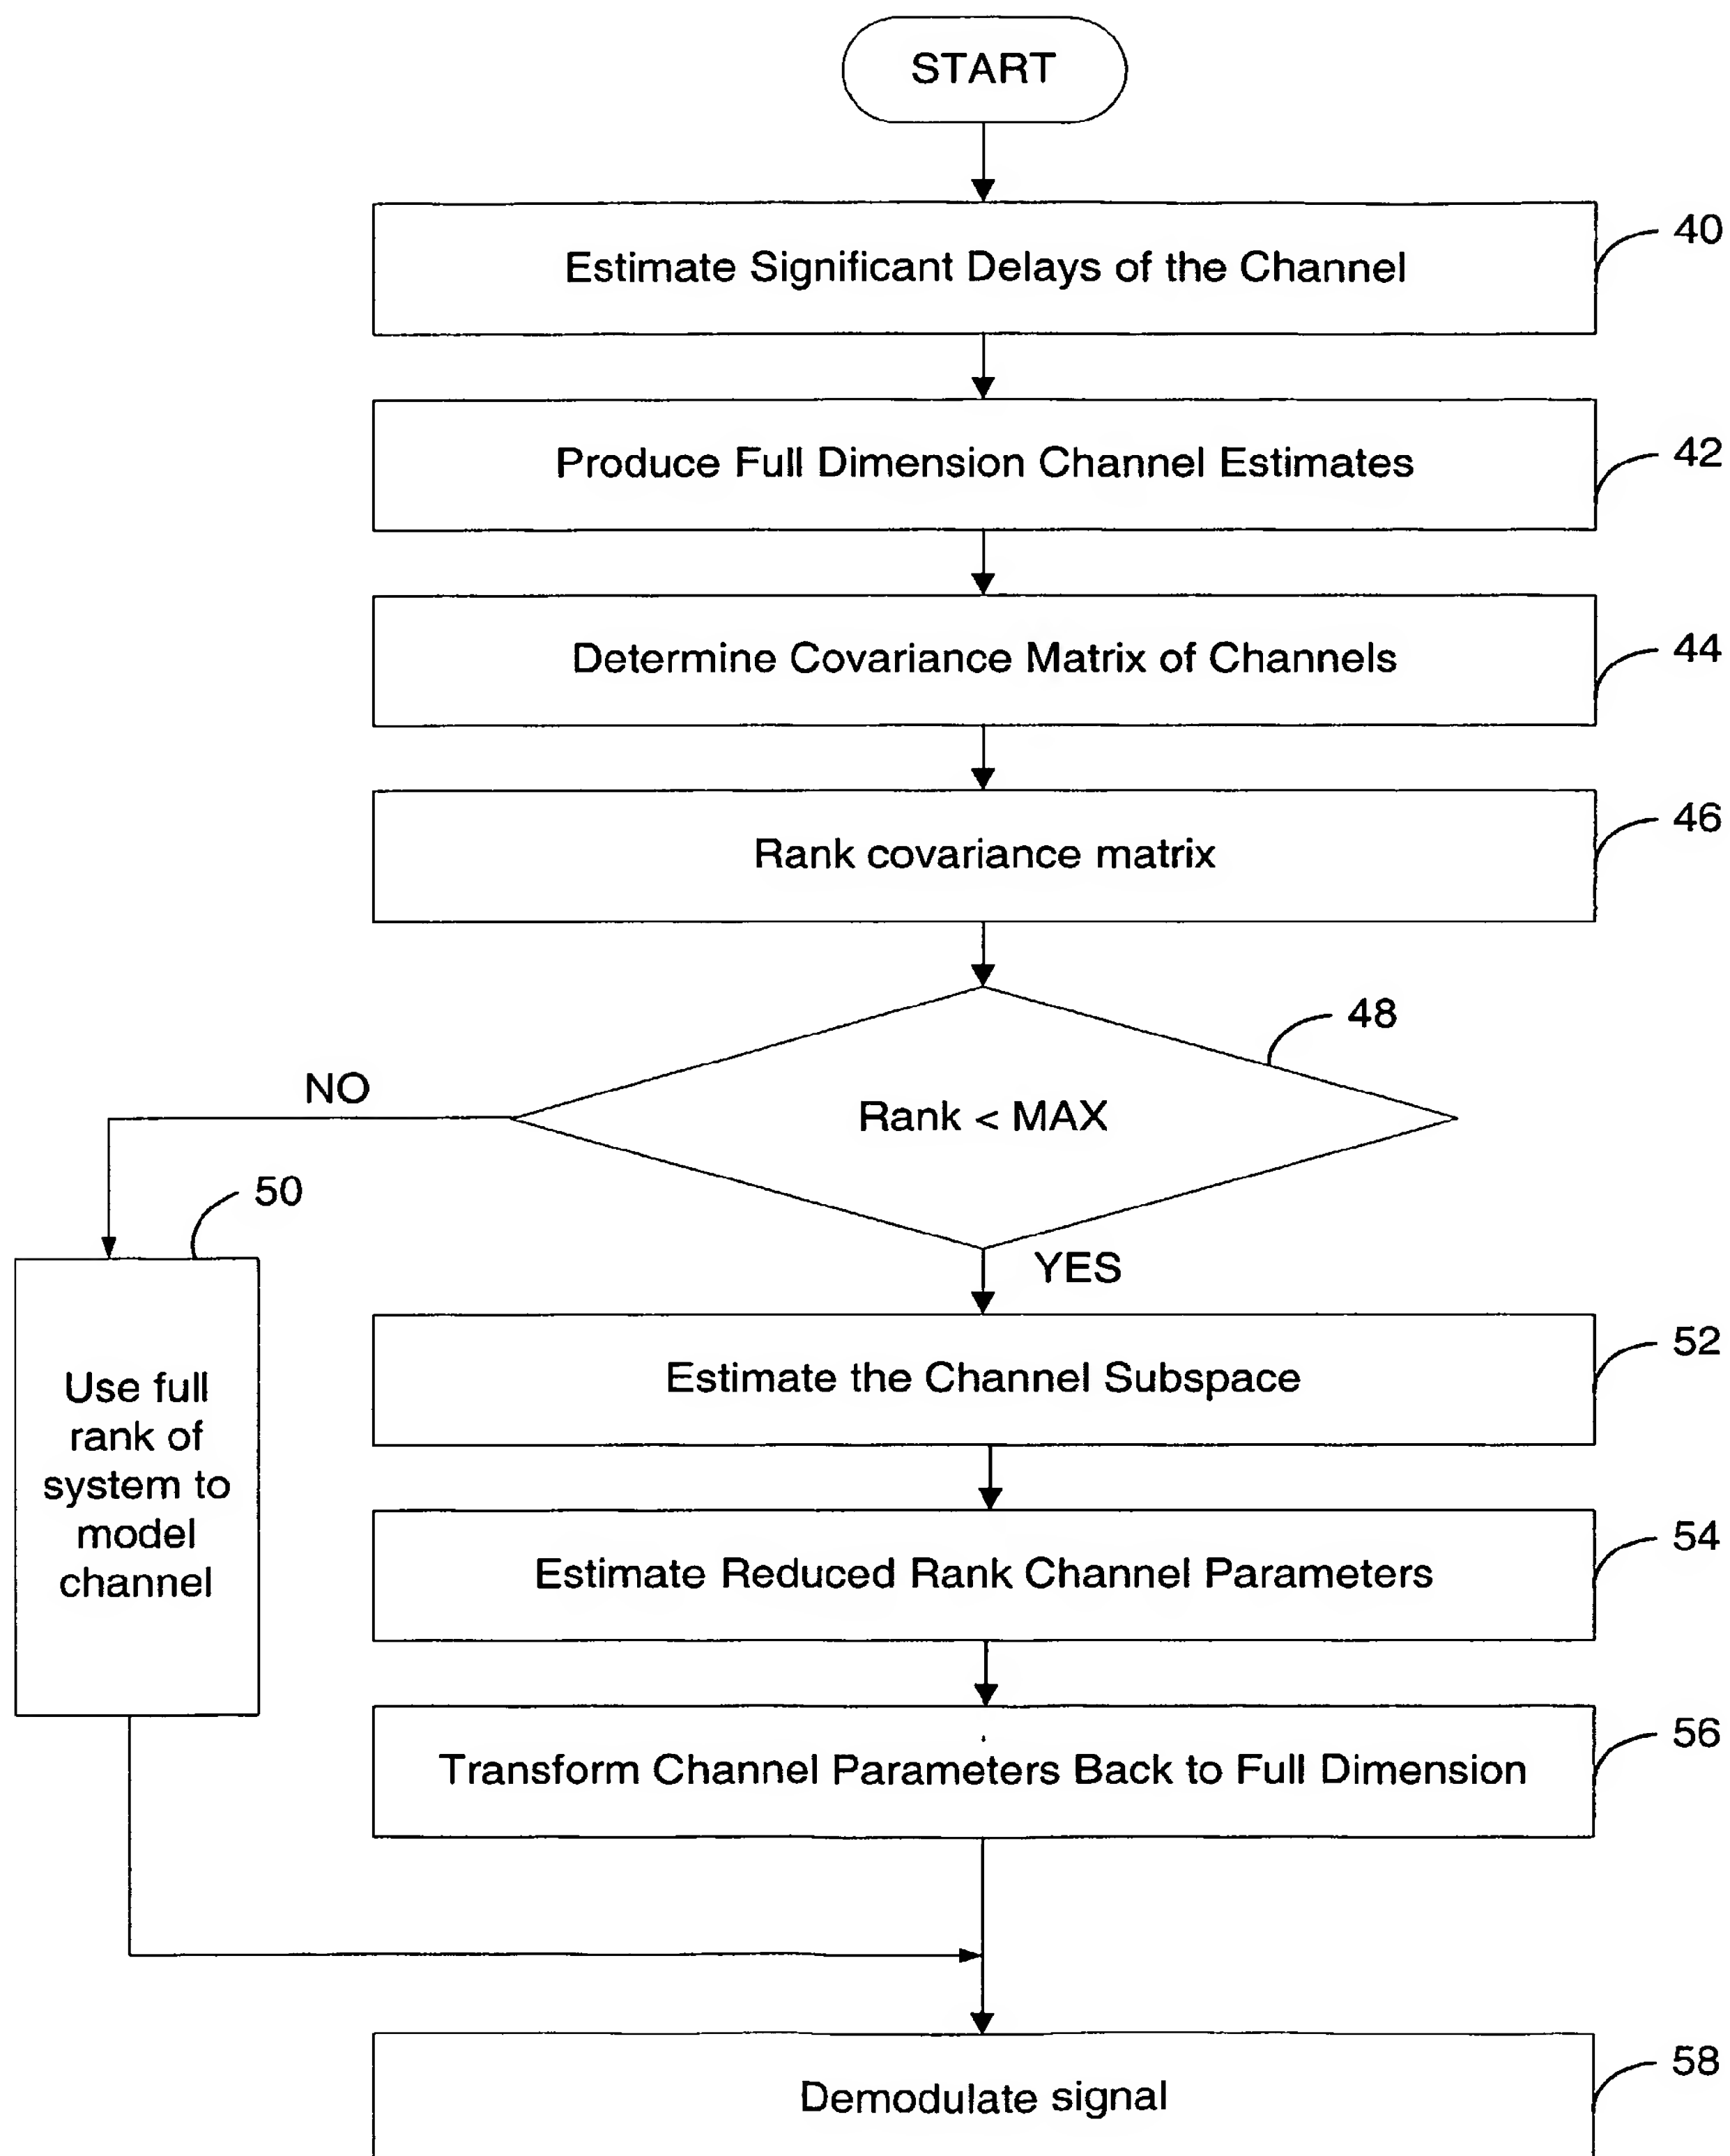 START
Estimate Significant Delays of the Channel
40
Produce Full Dimension Channel Estimates
42
Determine Covariance Matrix of Channels
44
Rank covariance matrix
46
48
Rank < MAX
NO
YES
50
Use full
rank of
system to
model
channel
Estimate the Channel Subspace
52
Estimate Reduced Rank Channel Parameters
54
Transform Channel Parameters Back to Full Dimension
56
Demodulate signal
58